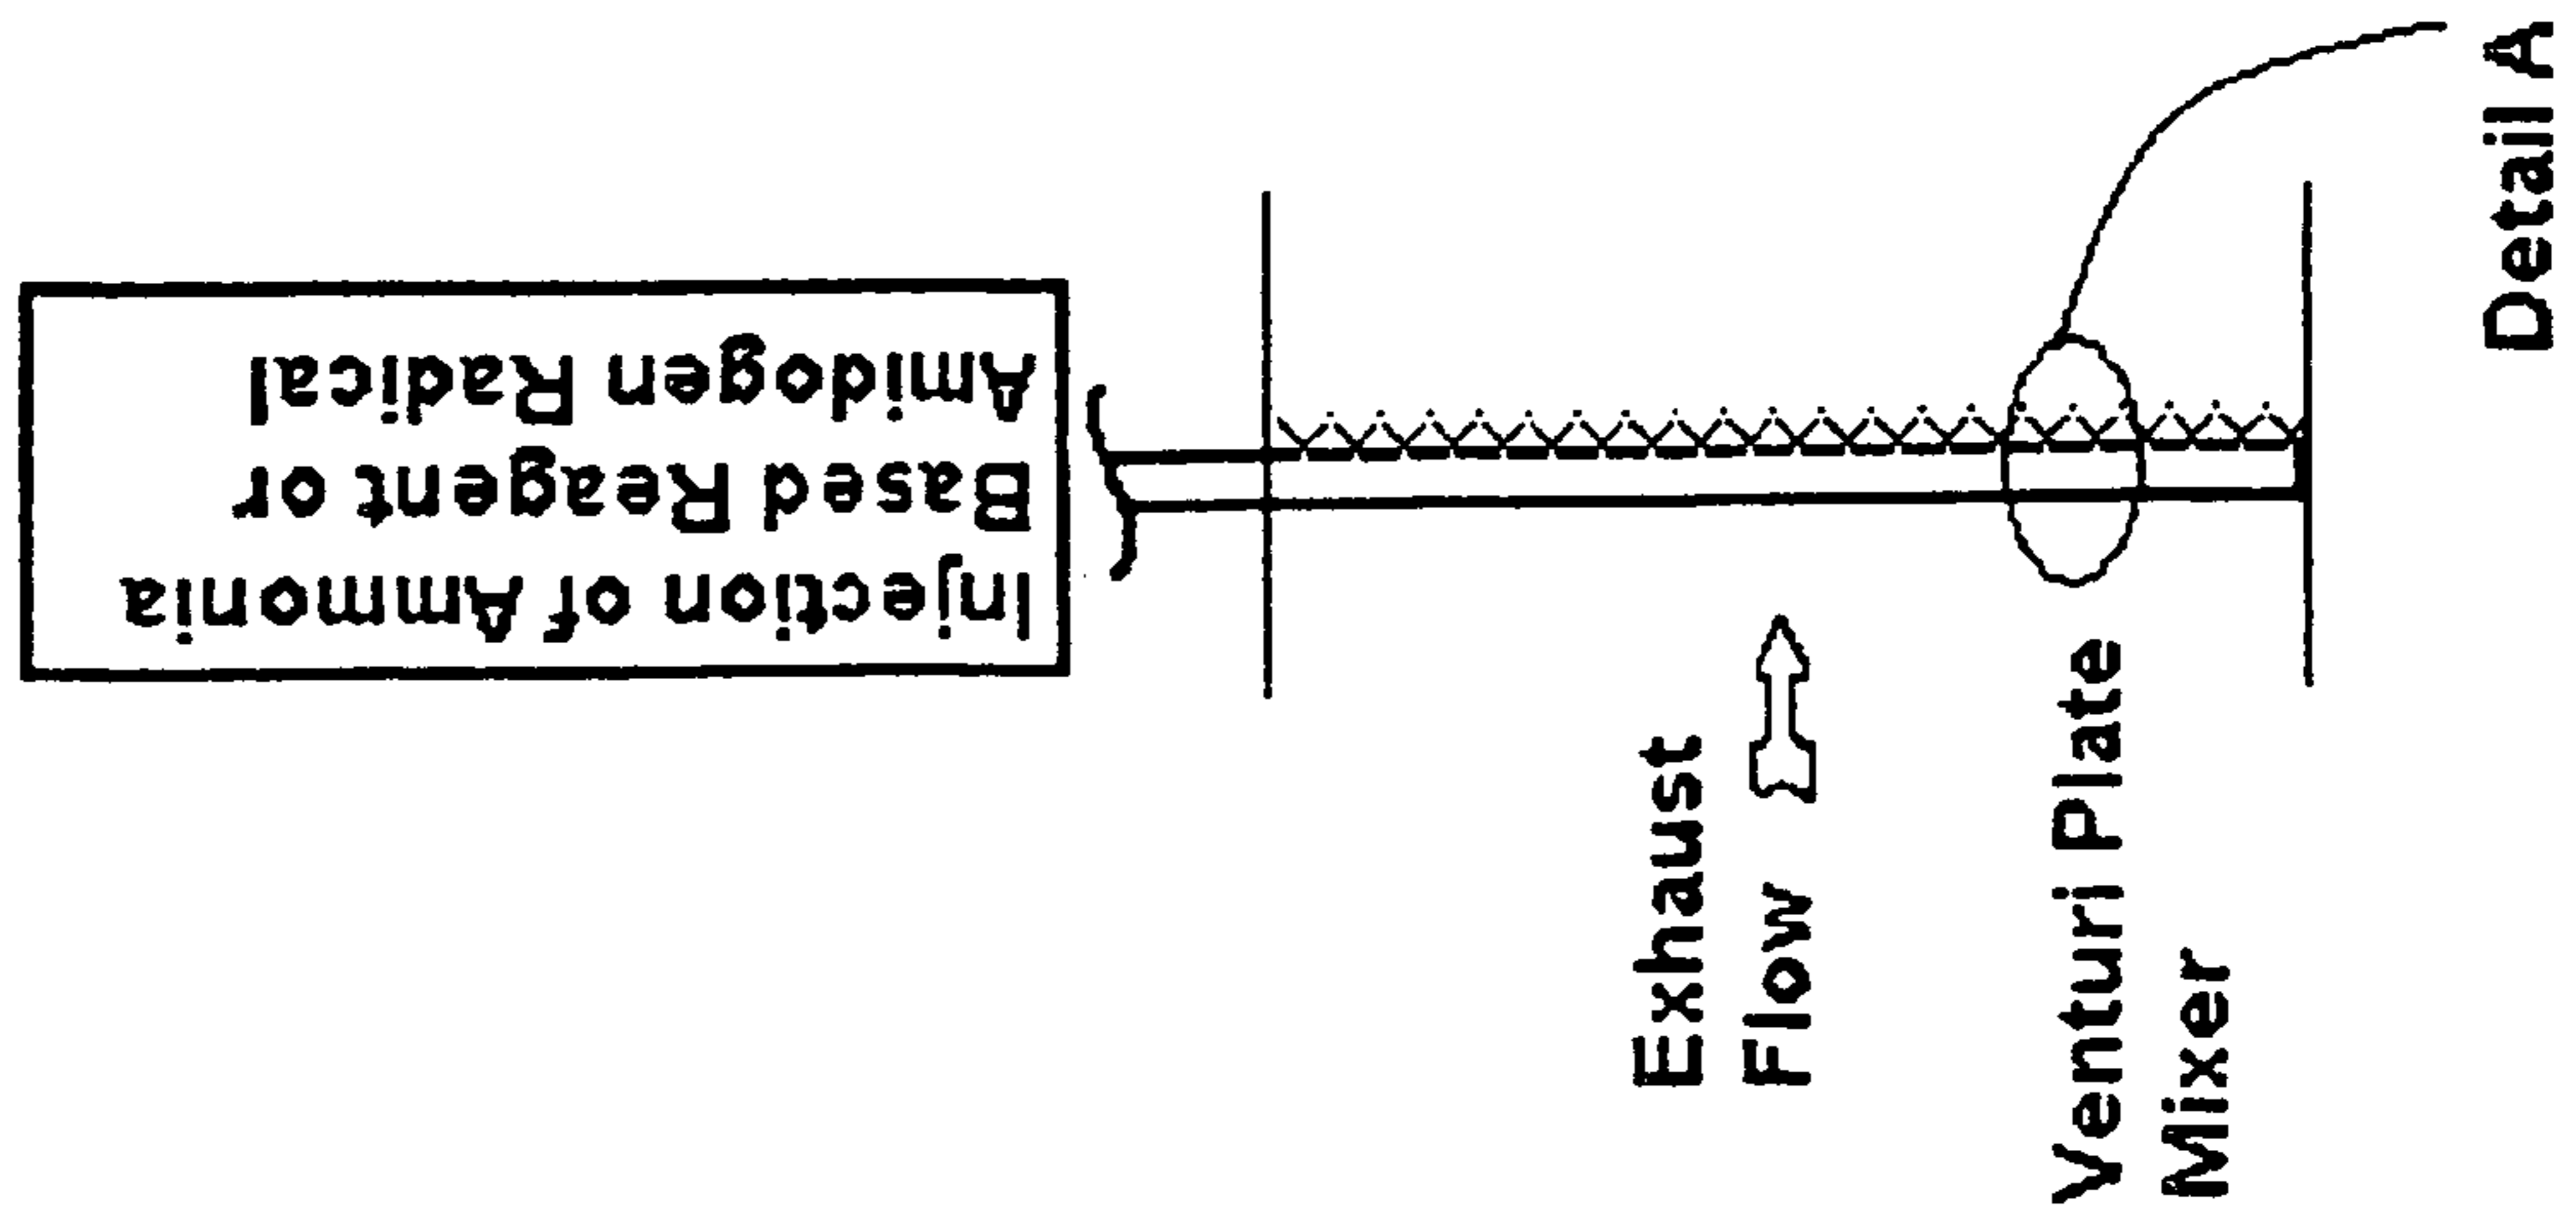 Injection of Ammonia
Based Reagent or
Amidogen Radical
Exhaust
Flow
Venturi Plate
Mixer
Detail A